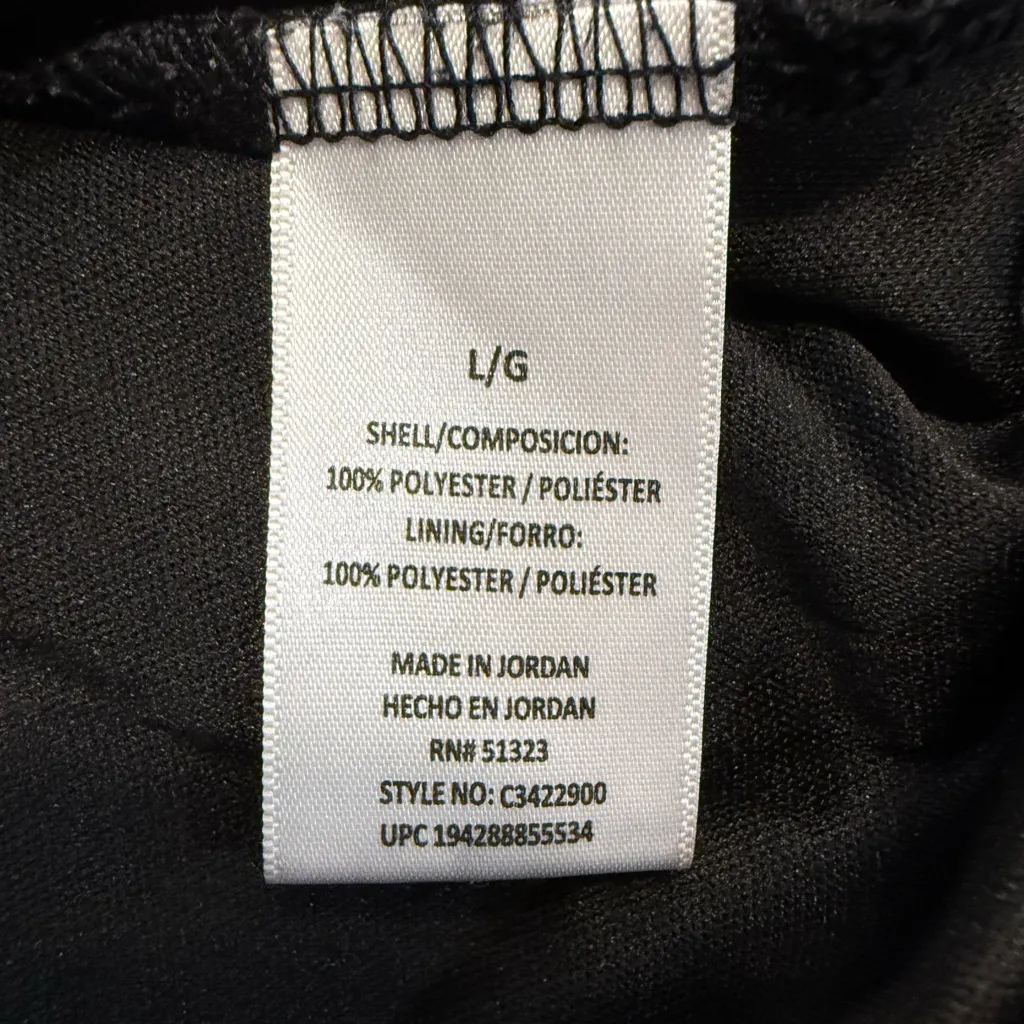 L/G
SHELL/COMPOSICION:
100% POLYESTER / POLIÉSTER
LINING/FORRO:
100% POLYESTER / POLIÉSTER
MADE IN JORDAN
HECHO EN JORDAN
RN# 51323
STYLE NO: C3422900
UPC 194288855534